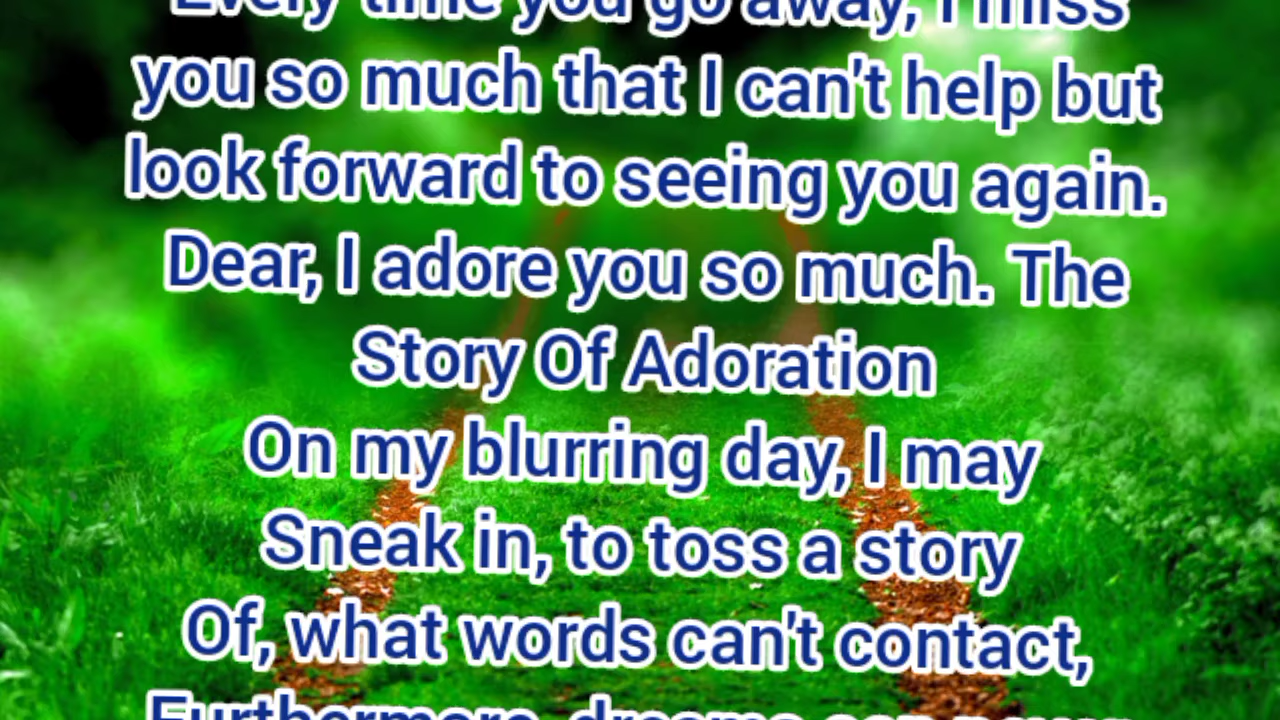 Every time you go away, I miss
you so much that I can't help but
look forward to seeing you again.
Dear, I adore you so much. The
Story Of Adoration
On my blurring day, I may
Sneak in, to toss a story
Of, what words can't contact,
Furthermore, dreams can